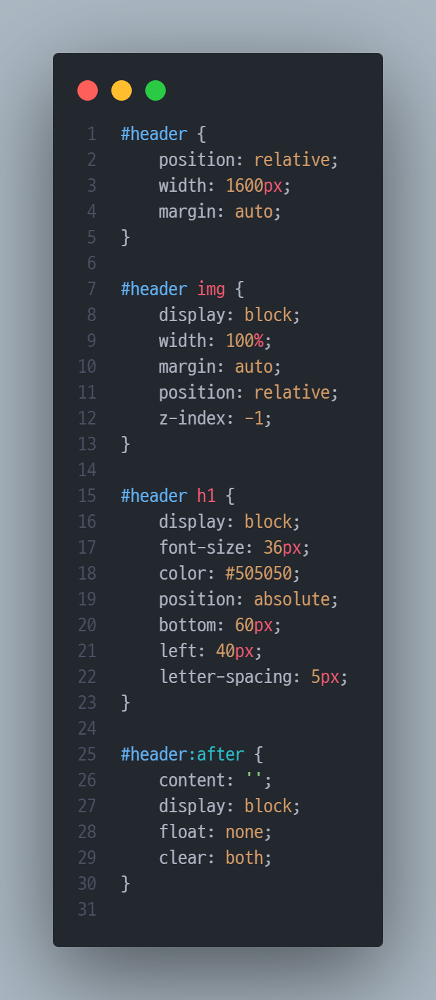 1 #header {
2     position: relative;
3     width: 1600px;
4     margin: auto;
5 }
6
7 #header img {
8     display: block;
9     width: 100%;
10     margin: auto;
11     position: relative;
12     z-index: -1;
13 }
14
15 #header h1 {
16     display: block;
17     font-size: 36px;
18     color: #505050;
19     position: absolute;
20     bottom: 60px;
21     left: 40px;
22     letter-spacing: 5px;
23 }
24
25 #header:after {
26     content: '';
27     display: block;
28     float: none;
29     clear: both;
30 }
31